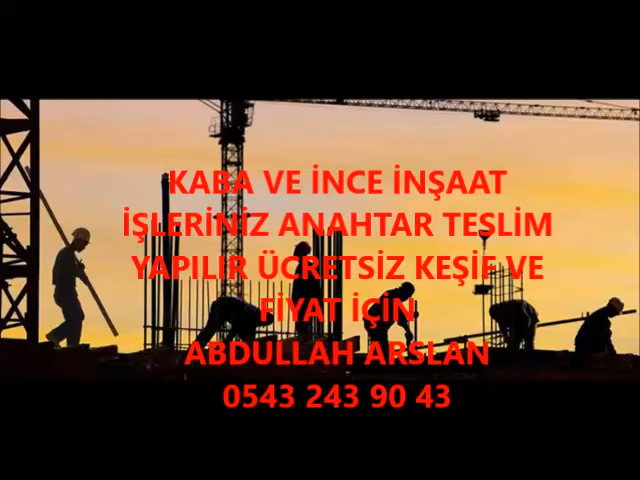 KABA VE İNCE İNŞAAT
İŞLERİNİZ ANAHTAR TESLİM
YAPILIR ÜCRETSİZ KEŞİF VE
FİYAT İÇİN
ABDULLAH ARSLAN
0543 243 90 43